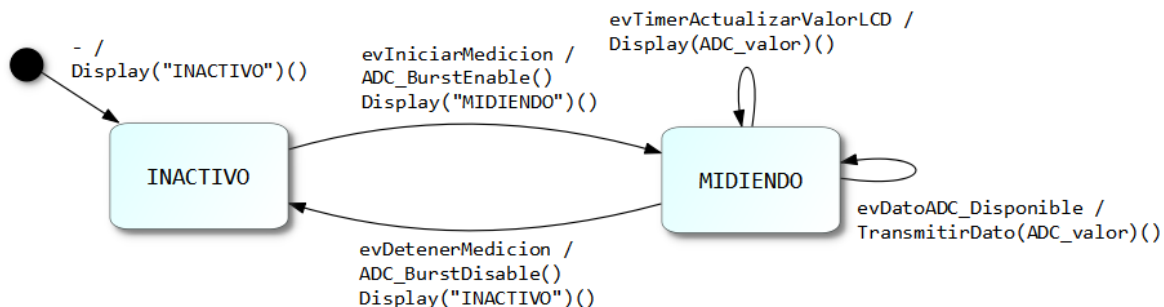 - /
Display("INACTIVO")()
evIniciarMedicion /
ADC_BurstEnable()
Display("MIDIENDO")()
evTimerActualizarValorLCD /
Display(ADC_valor)()
INACTIVO
MIDIENDO
evDatoADC_Disponible /
TransmitirDato(ADC_valor)()
evDetenerMedicion /
ADC_BurstDisable()
Display("INACTIVO")()